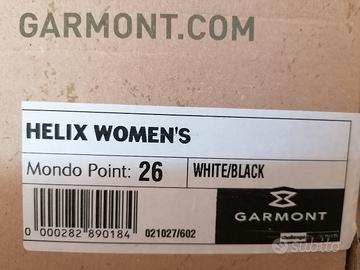 GARMONT.COM
HELIX WOMEN'S
Mondo Point: 26 WHITE/BLACK
GARMONT
0 000282 890184 021027/602